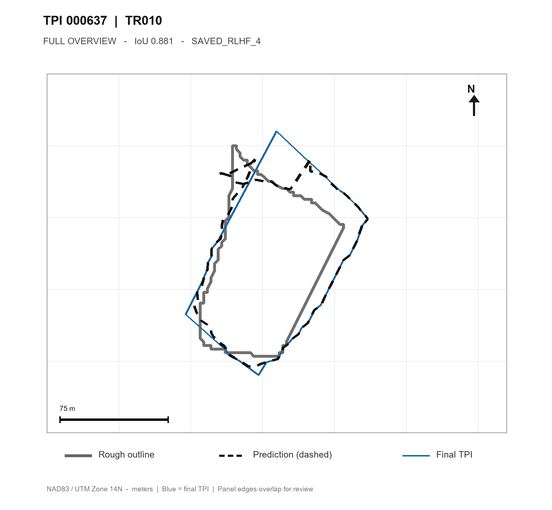 TPI 000637 | TR010
FULL OVERVIEW - IoU 0.881 - SAVED_RLHF_4
N
75 m
Rough outline Prediction (dashed) Final TPI
NAD83 / UTM Zone 14N - meters | Blue = final TPI | Panel edges overlap for review